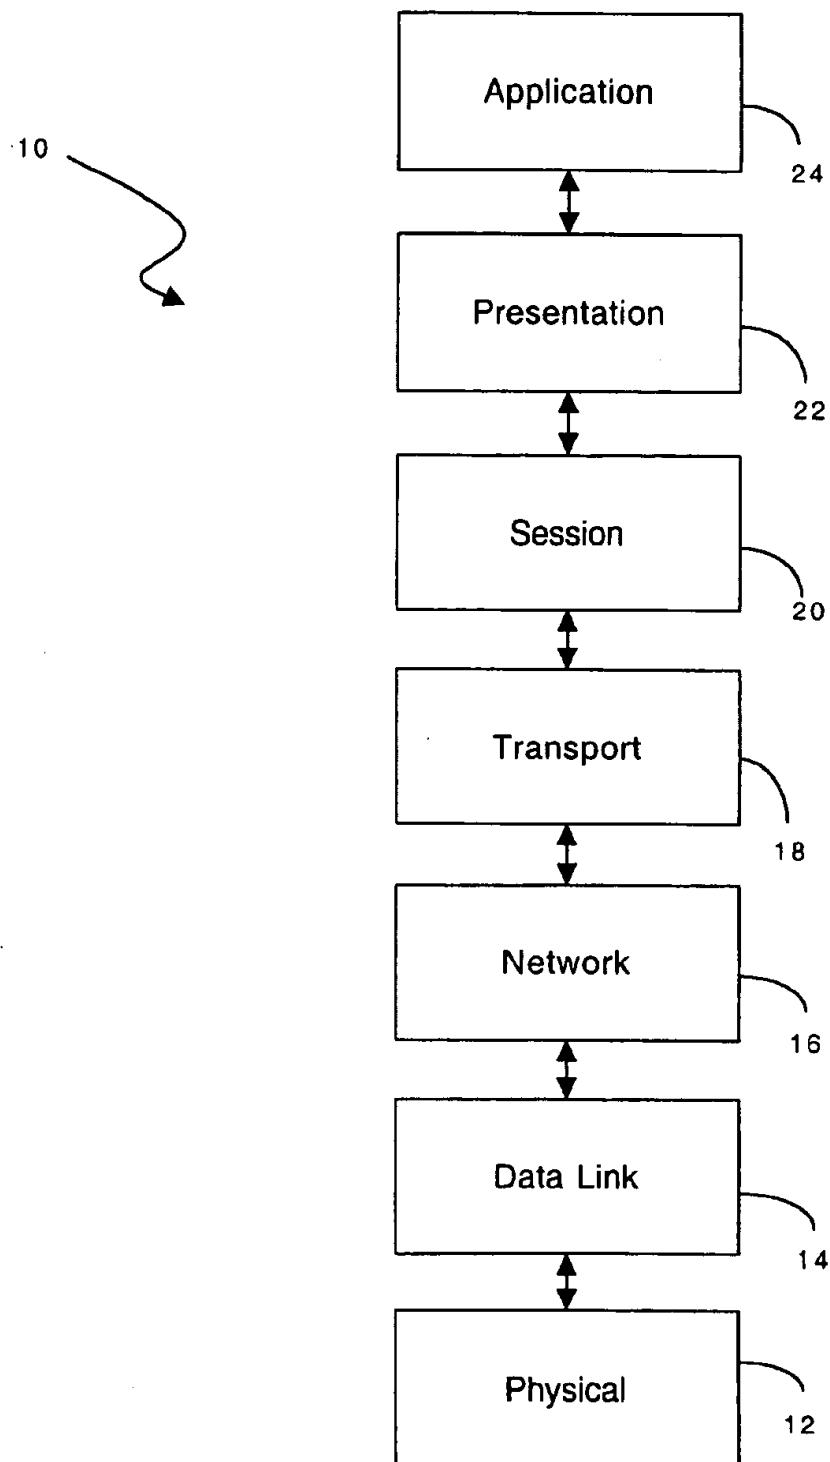 Application
10
24
Presentation
22
Session
20
Transport
18
Network
16
Data Link
14
Physical
12